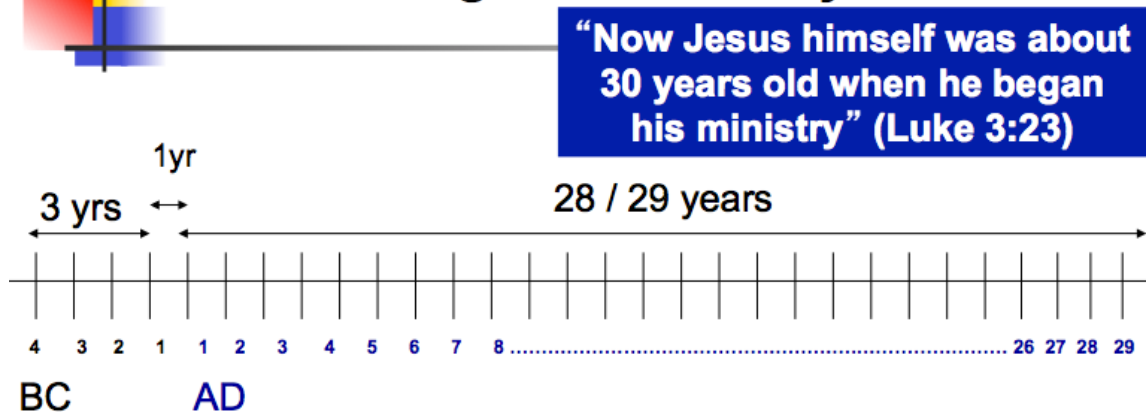 “Now Jesus himself was about
30 years old when he began
his ministry” (Luke 3:23)
1yr
3 yrs
28 / 29 years
4 3 2 1 1 2 3 4 5 6 7 8............................................................................26 27 28 29
BC AD